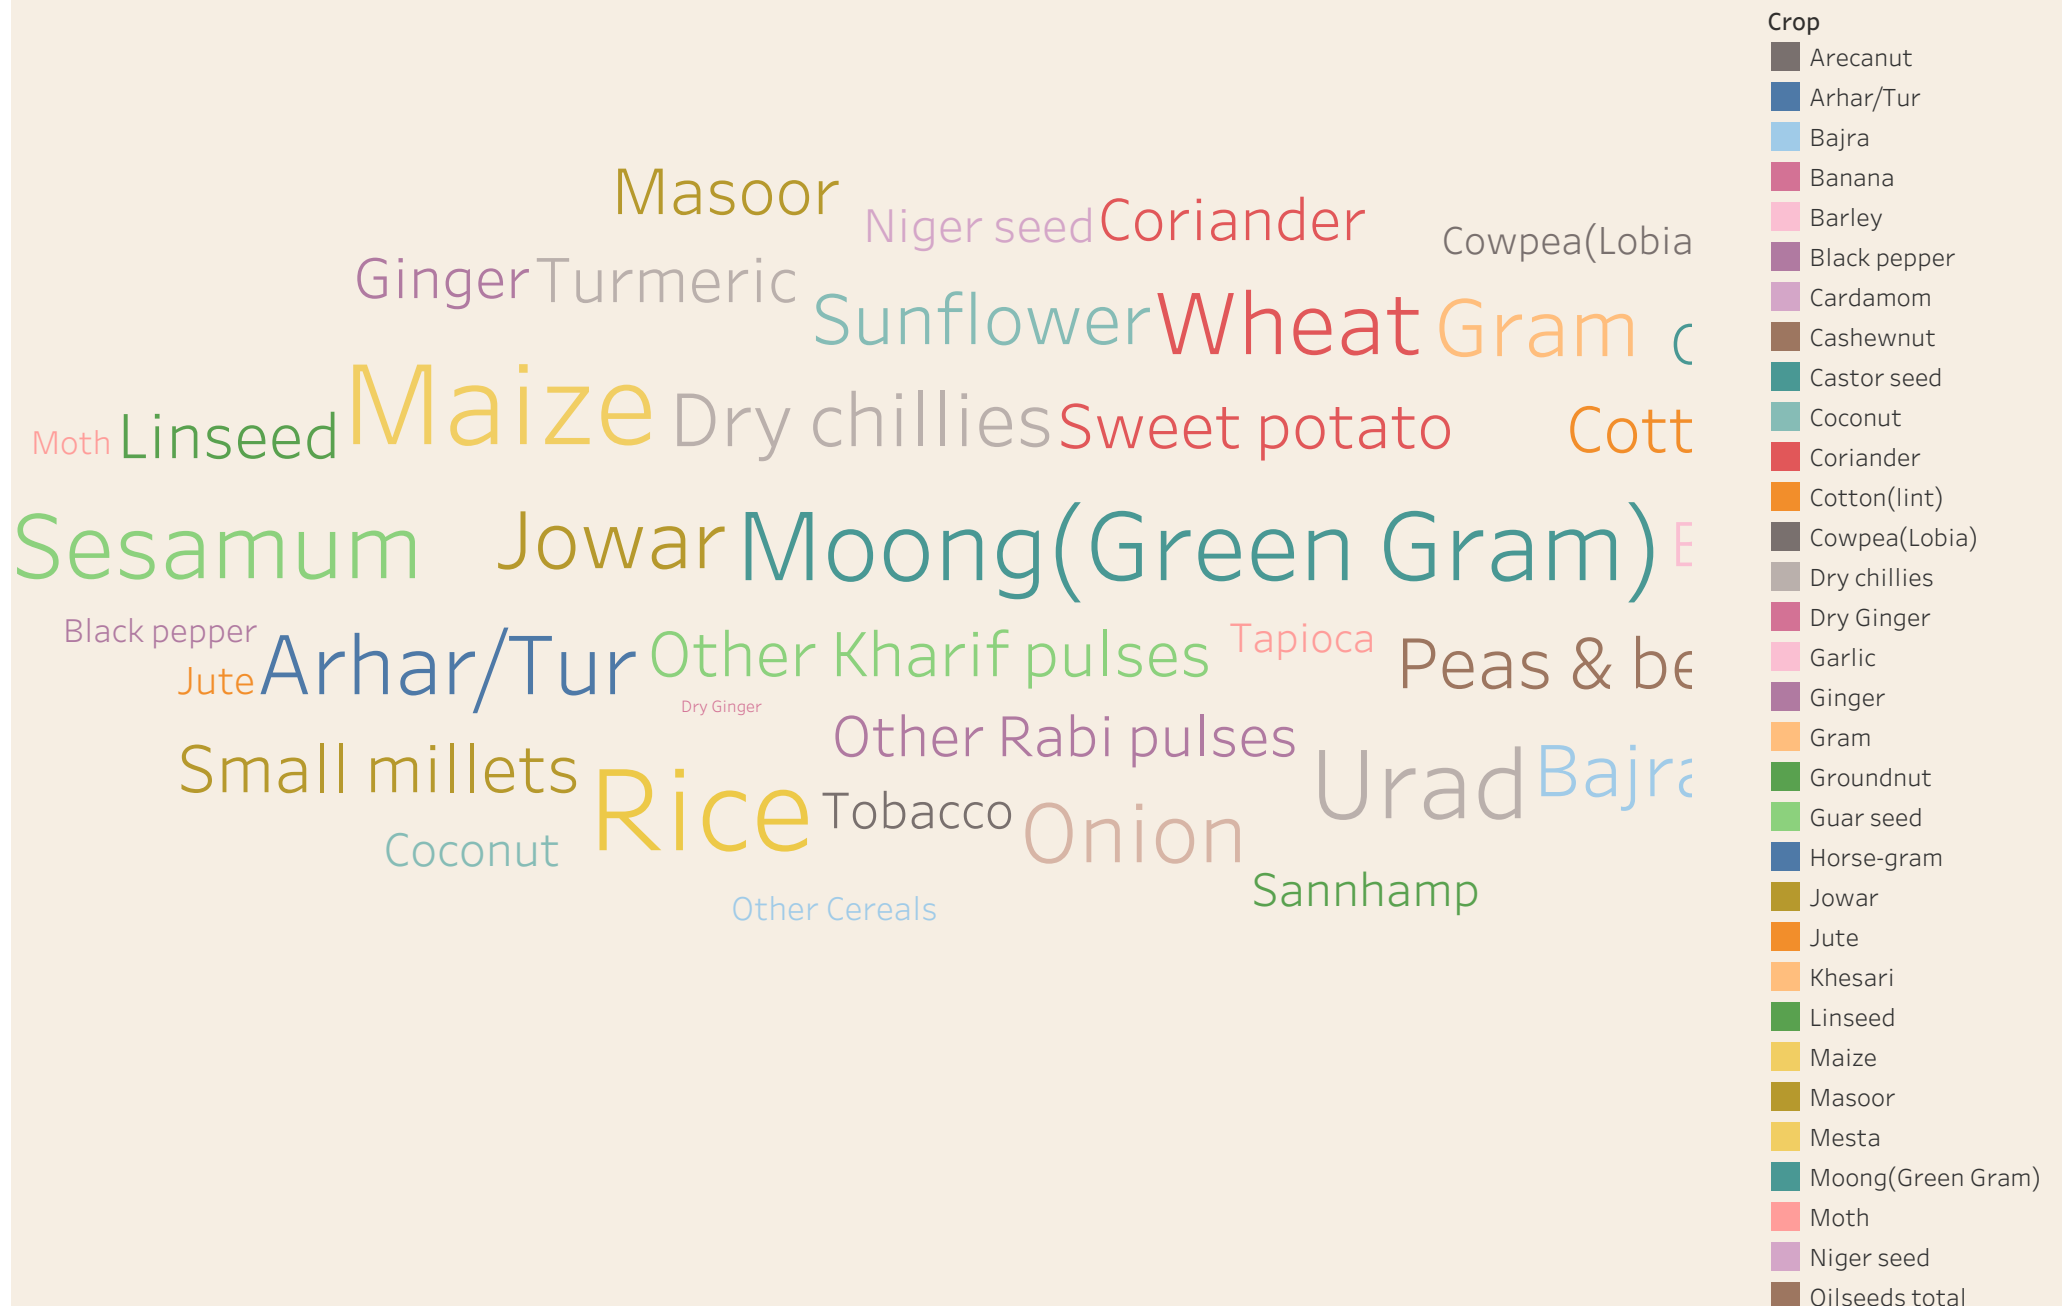 Masoor
Niger seed
Coriander
Cowpea(Lobia
Ginger
Turmeric
Sunflower
Wheat
Gram
Maize
Dry chillies
Sweet potato
Cott
Moth
Linseed
Sesamum
Jowar
Moong(Green Gram)
Black pepper
Jute
Arhar/Tur
Other Kharif pulses
Tapioca
Peas & be
Dry Ginger
Other Rabi pulses
Small millets
Rice
Tobacco
Onion
Urad
Bajra
Coconut
Sannhamp
Other Cereals
Crop
Arecanut
Arhar/Tur
Bajra
Banana
Barley
Black pepper
Cardamom
Cashewnut
Castor seed
Coconut
Coriander
Cotton(lint)
Cowpea(Lobia)
Dry chillies
Dry Ginger
Garlic
Ginger
Gram
Groundnut
Guar seed
Horse-gram
Jowar
Jute
Khesari
Linseed
Maize
Masoor
Mesta
Moong(Green Gram)
Moth
Niger seed
Oilseeds total